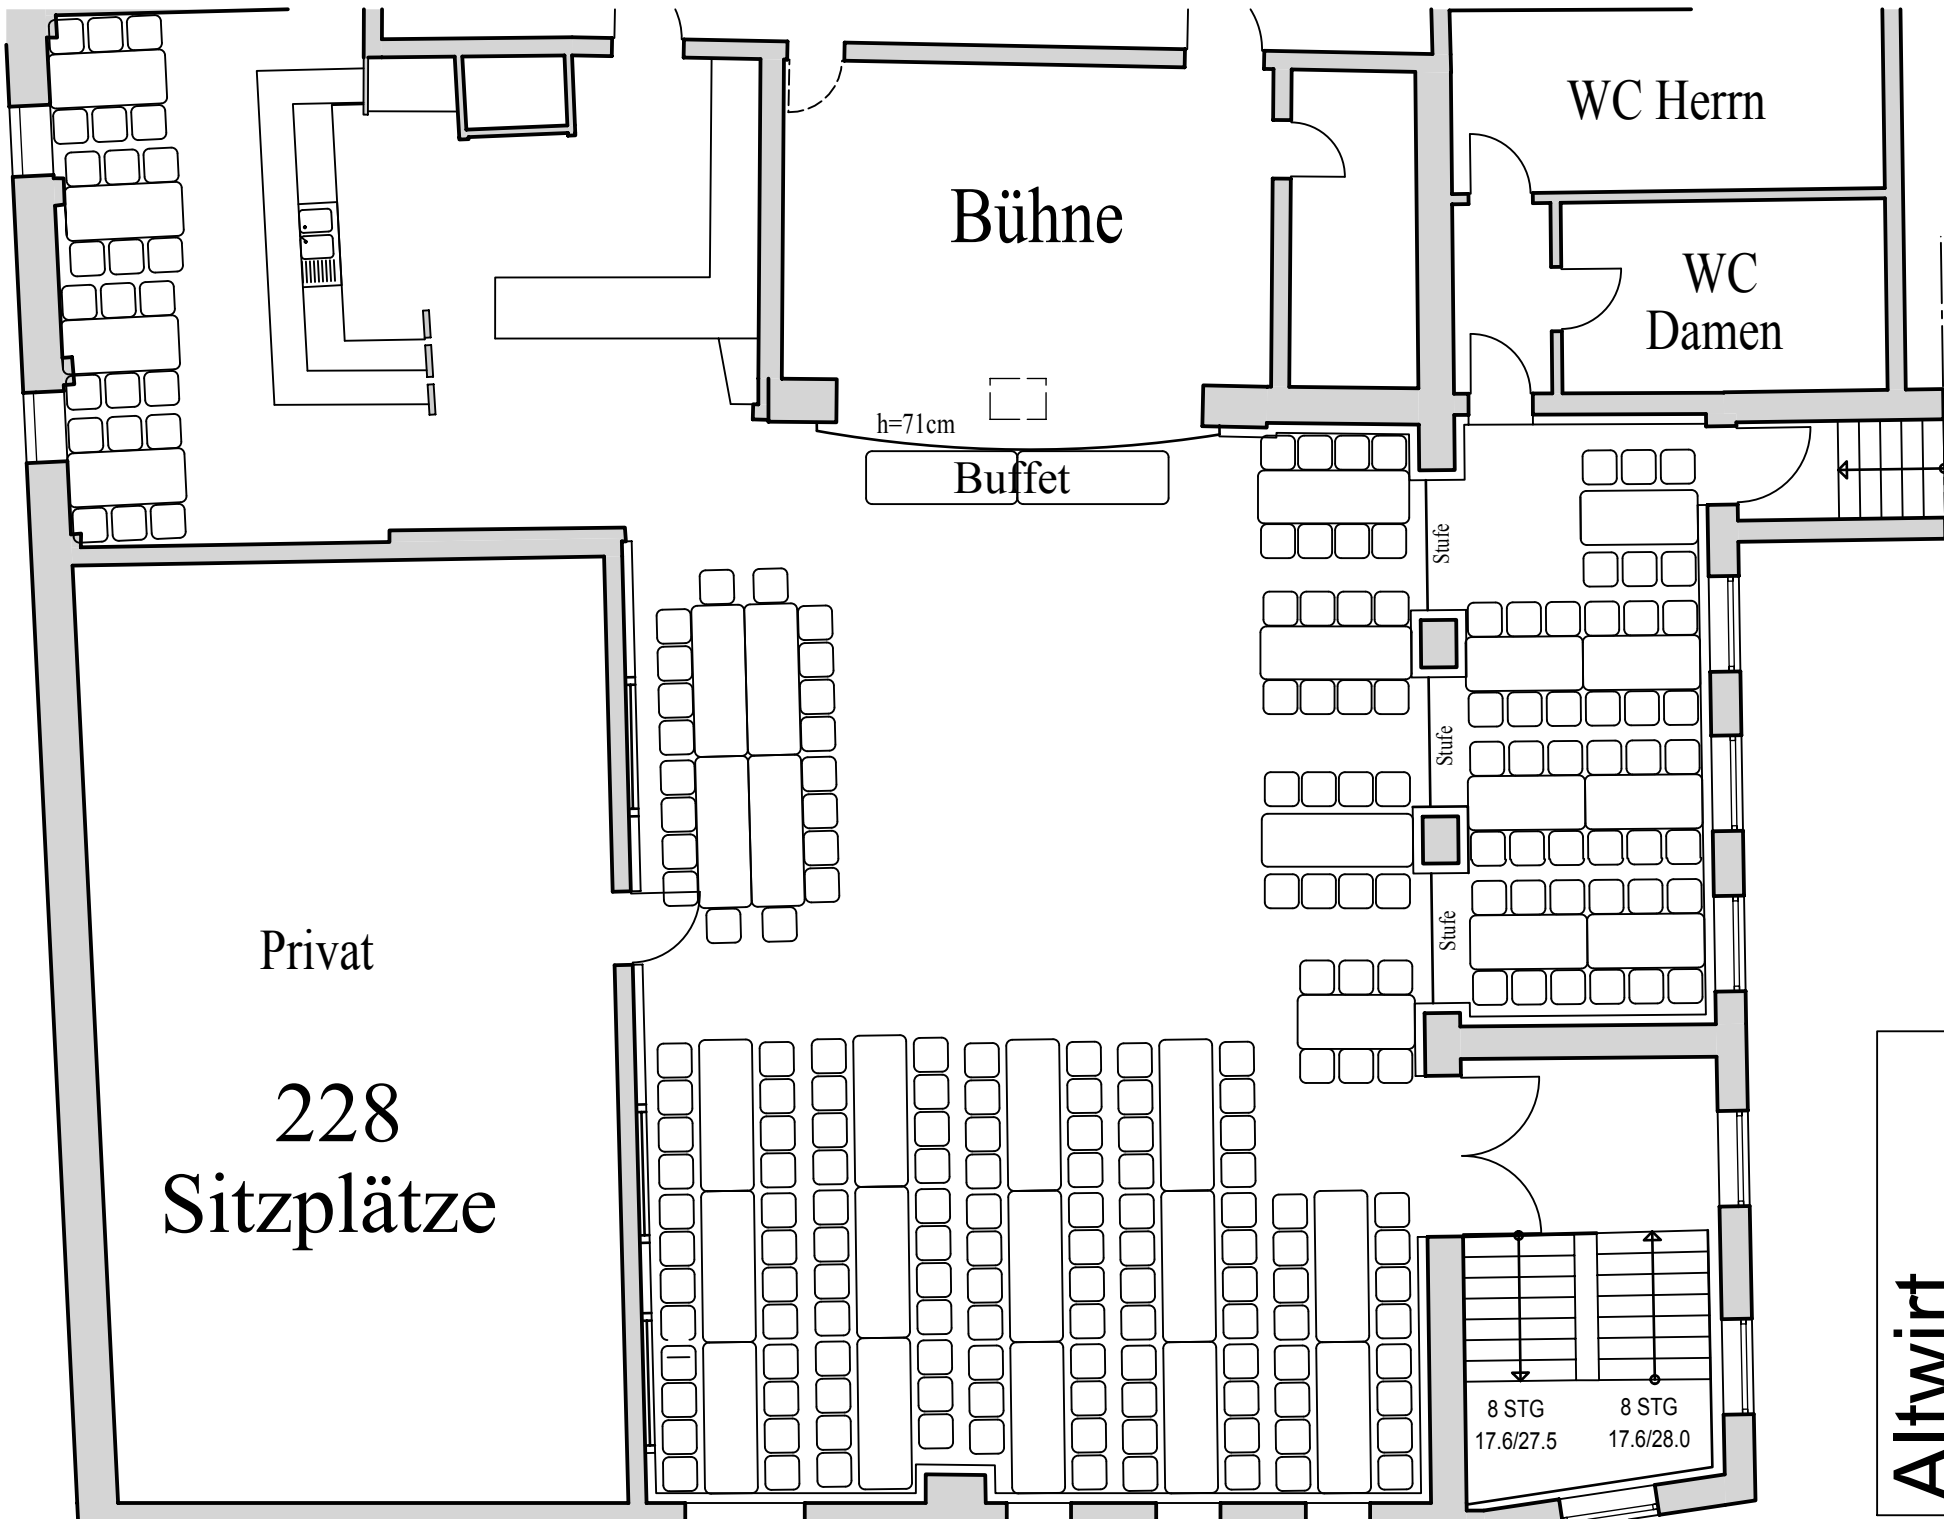 WC Herrn
Bühne
WC
Damen
h=71cm
Buffet
Stufe
Stufe
Stufe
Privat
228
Sitzplätze
8 STG
17.6/27.5
8 STG
17.6/28.0
Altwirt